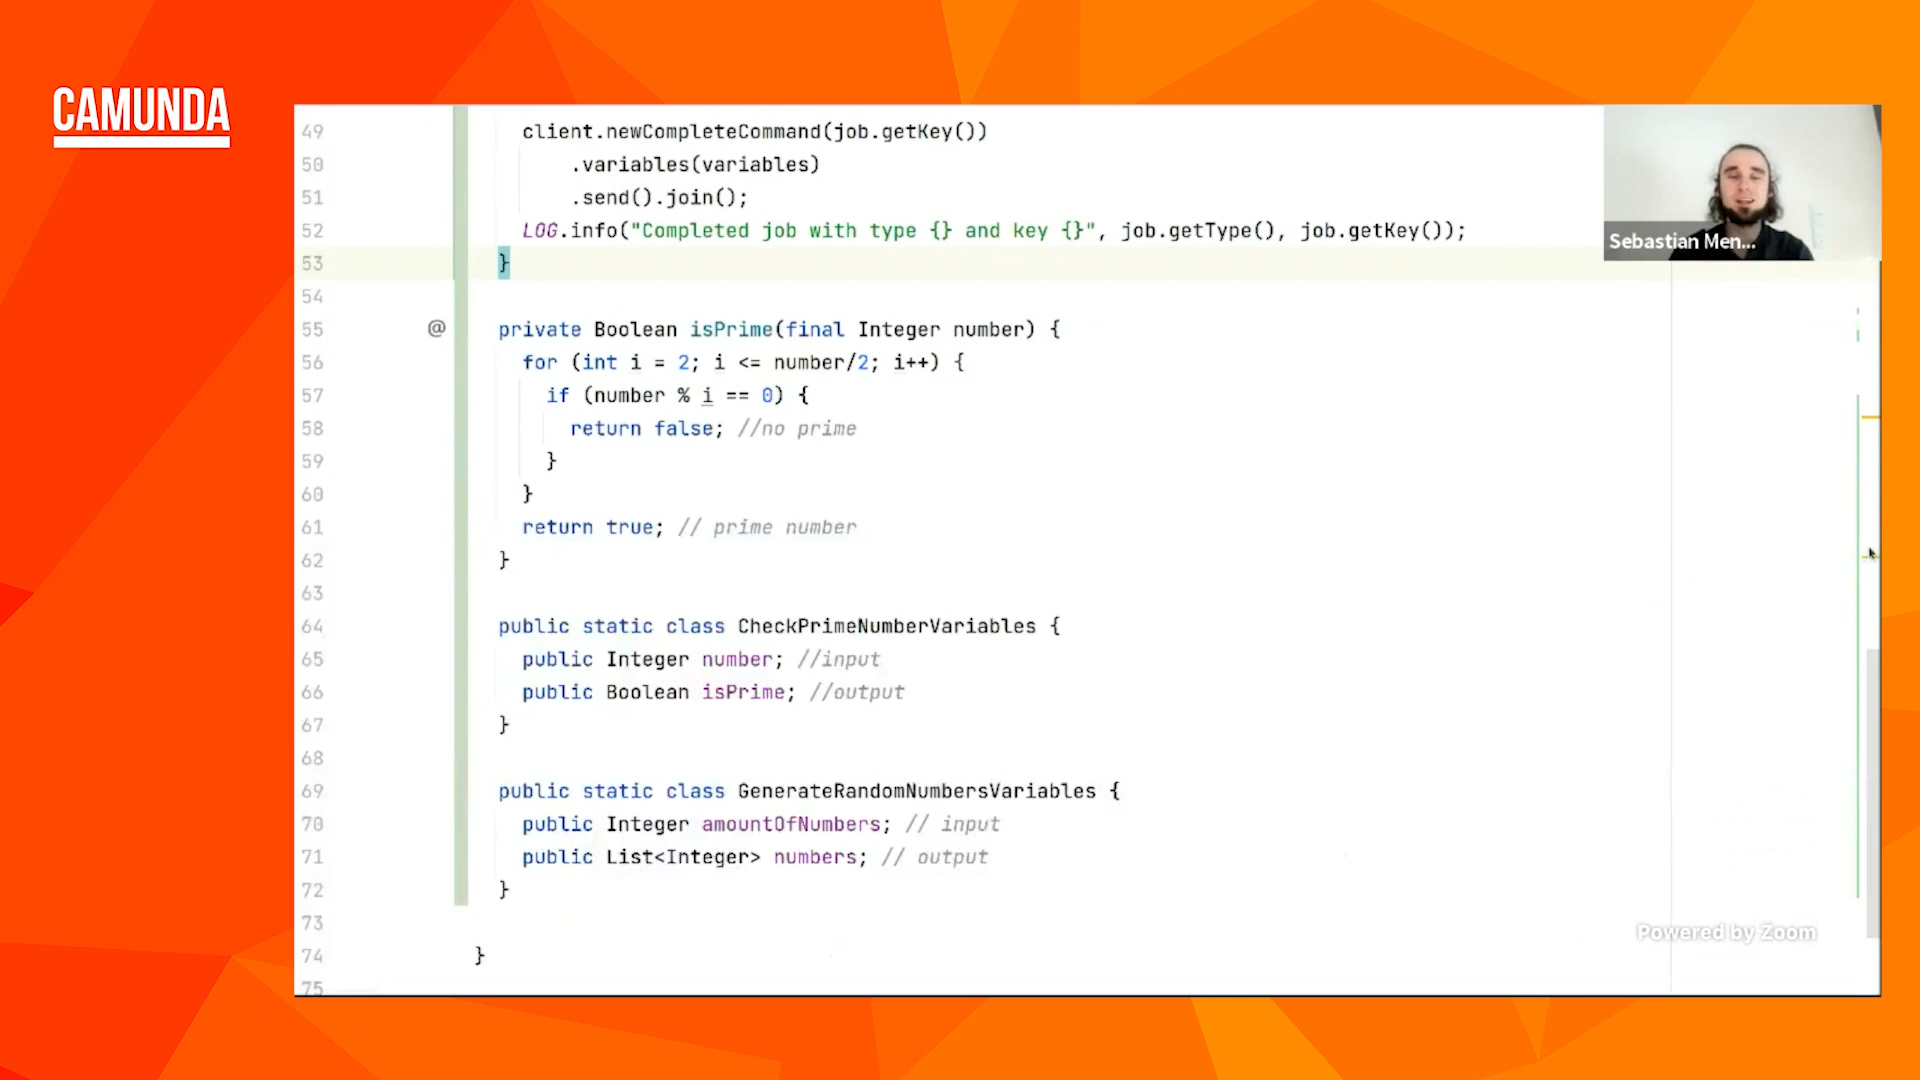 CAMUNDA
49 client.newCompleteCommand(job.getKey())
50 .variables(variables)
51 .send().join();
52 LOG.info("Completed job with type {} and key {}", job.getType(), job.getKey());
53 }
54
55 @ private Boolean isPrime(final Integer number) {
56 for (int i = 2; i <= number/2; i++) {
57 if (number % i == 0) {
58 return false; //no prime
59 }
60 }
61 return true; // prime number
62 }
63
64 public static class CheckPrimeNumberVariables {
65 public Integer number; //input
66 public Boolean isPrime; //output
67 }
68
69 public static class GenerateRandomNumbersVariables {
70 public Integer amountOfNumbers; // input
71 public List<Integer> numbers; // output
72 }
73
74 }
75
Sebastian Men...
Powered by Zoom